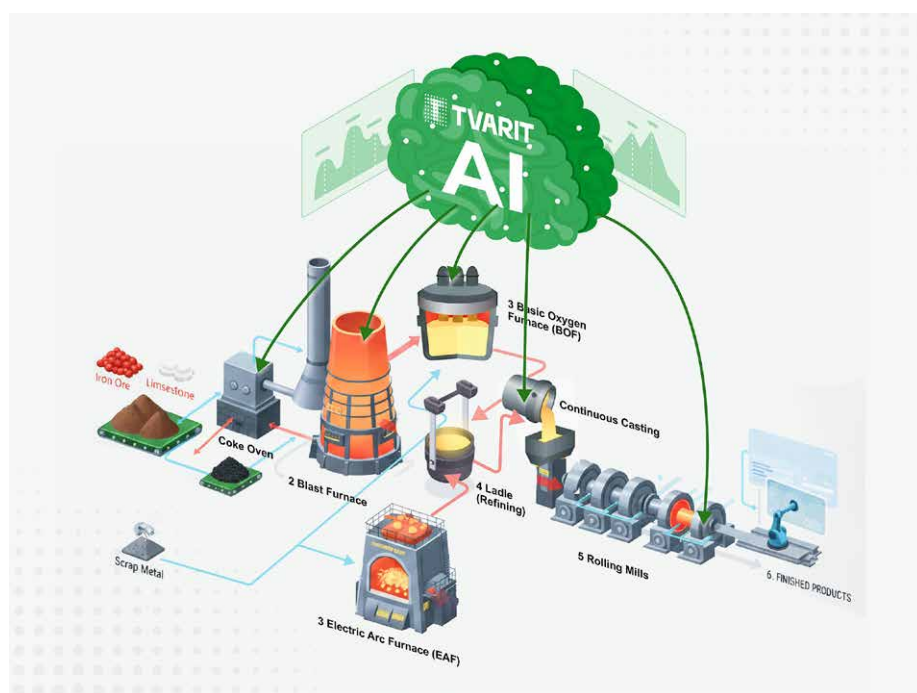 TVARIT
AI
3 Basic Oxygen
Furnace (BOF)
Iron Ore
Limsestone
Continuous Casting
Coke Oven
2 Blast Furnace
4 Ladle
(Refining)
Scrap Metal
5 Rolling Mills
6. FINISHED PRODUCTS
3 Electric Arc Furnace (EAF)